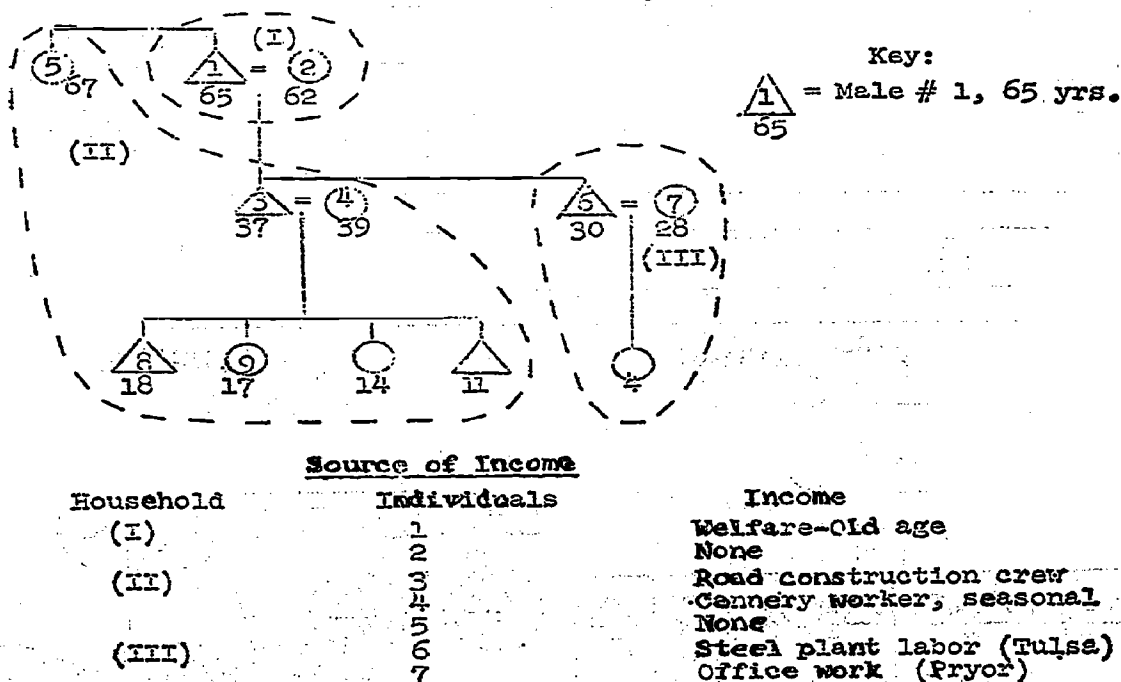 (I)
Key:
5 1 = 2
67 65 62
1 = Male # 1, 65 yrs.
65
(II)
3 = 4 6 = 7
37 39 30 28
(III)
8 9
18 17 14 11 4
Source of Income
Household Individuals Income
(I) 1 Welfare-Old age
2 None
(II) 3 Road construction crew
4 Cannery worker, seasonal
5 None
(III) 6 Steel plant labor (Tulsa)
7 Office work (Pryor)